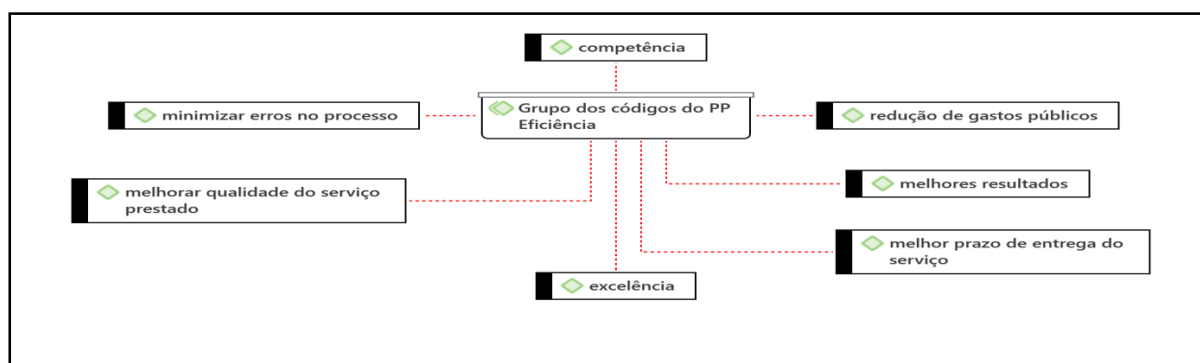 competência
minimizar erros no processo
Grupo dos códigos do PP
Eficiência
redução de gastos públicos
melhorar qualidade do serviço
prestado
melhores resultados
melhor prazo de entrega do
serviço
excelência